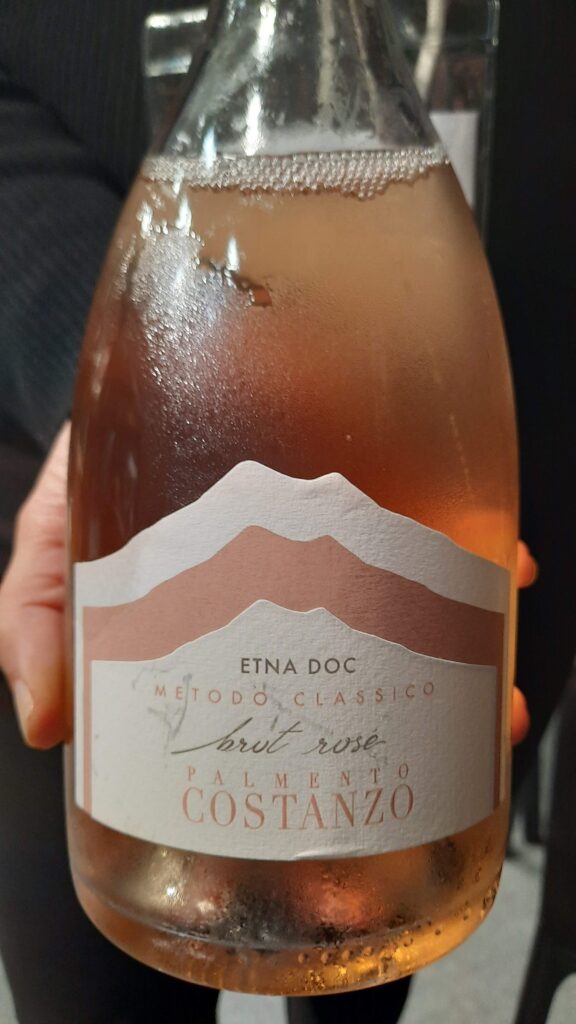 ETNA DOC
METODO CLASSICO
brut rosé
PALMENTO
COSTANZO